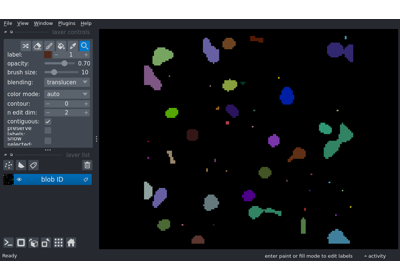 File View Window Plugins Help
layer controls
label: 1
opacity: 0.70
brush size: 10
blending: translucen
color mode: auto
contour: 0
n edit dim: 2
contiguous:
preserve labels:
show selected:
layer list
blob ID
Ready
enter paint or fill mode to edit labels
activity